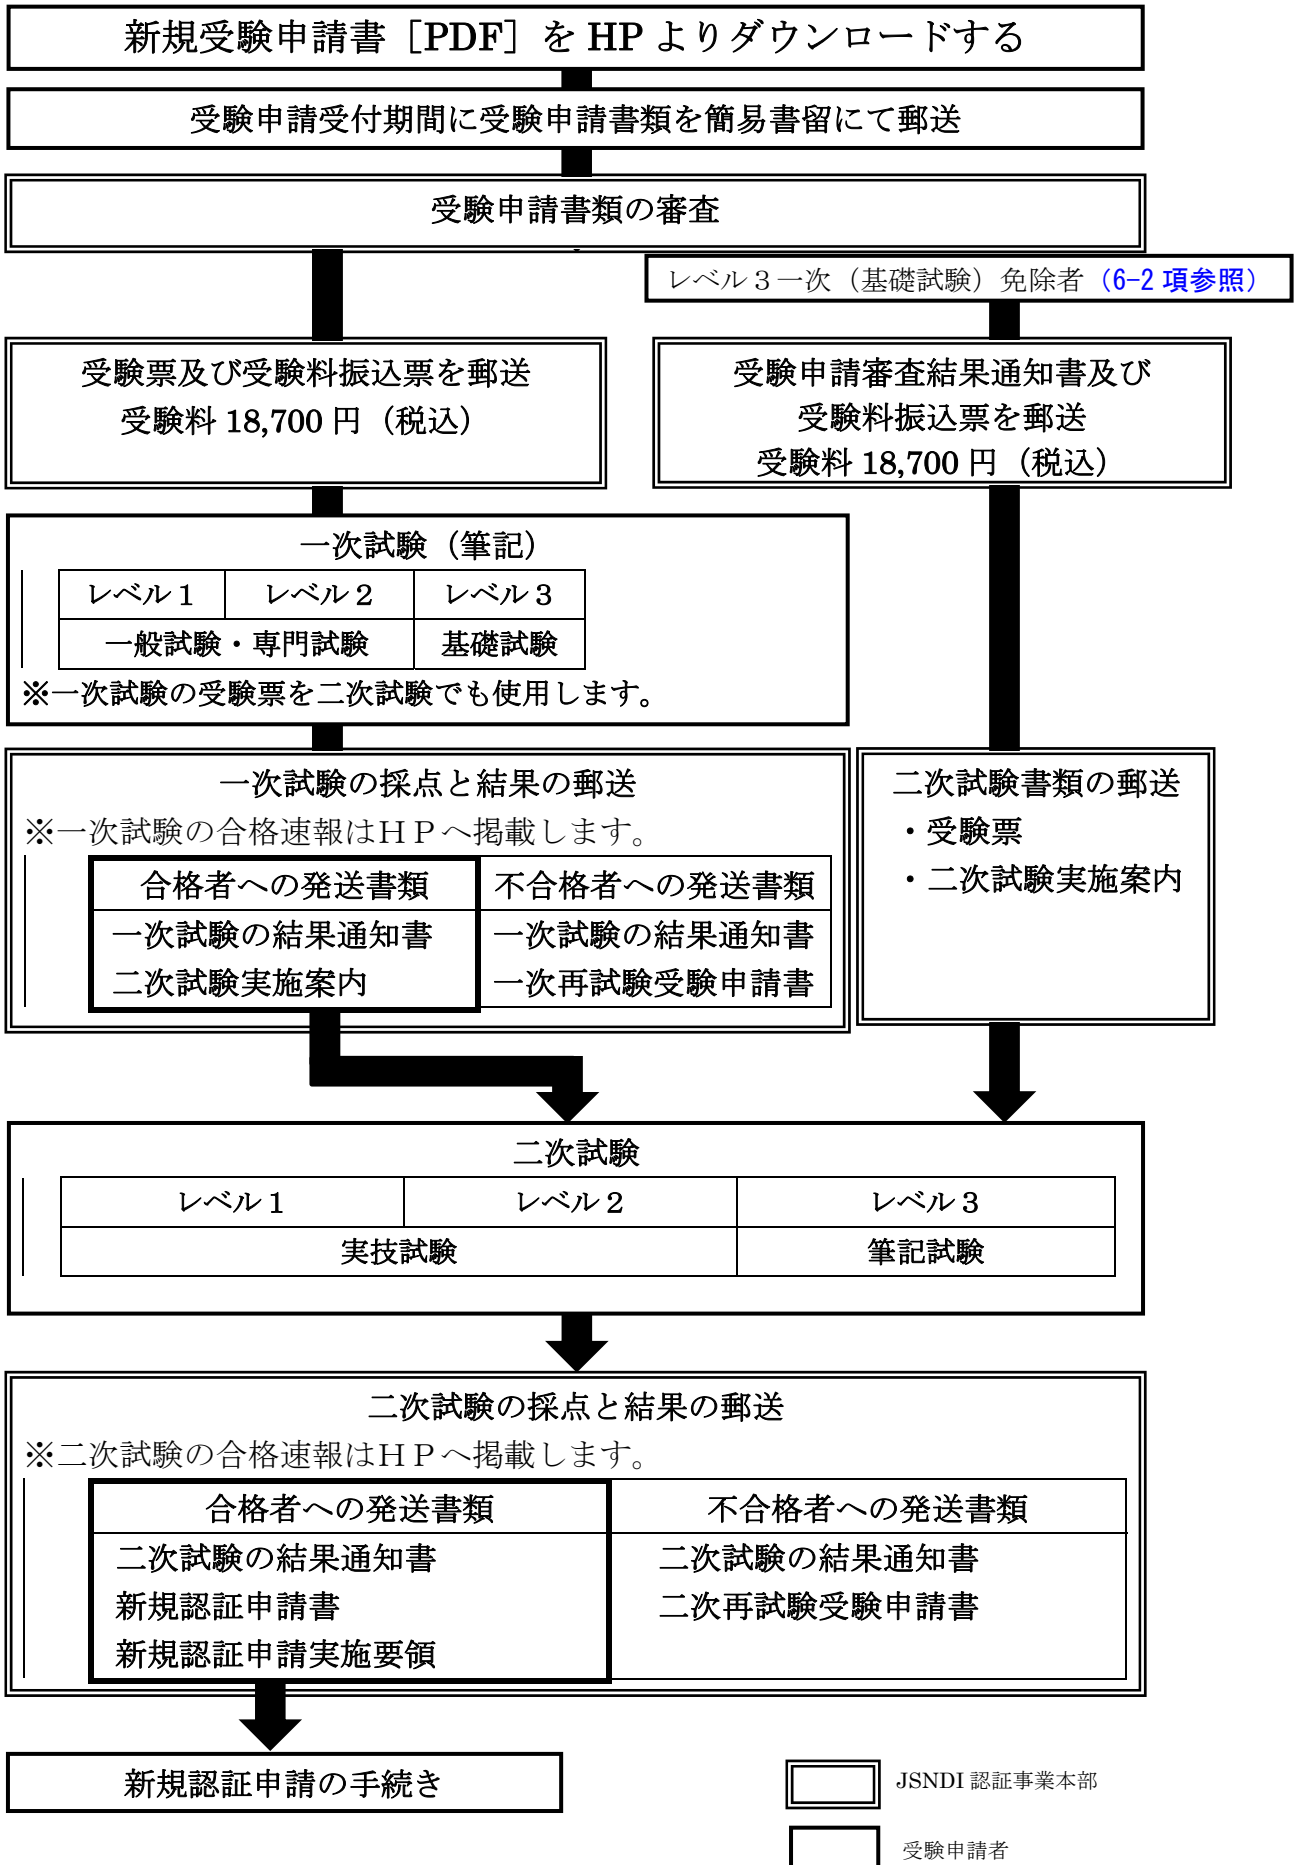 新規受験申請書［PDF］を HP よりダウンロードする
受験申請受付期間に受験申請書類を簡易書留にて郵送
受験申請書類の審査
レベル３一次（基礎試験）免除者（6-2 項参照）
受験票及び受験料振込票を郵送
受験料 18,700 円（税込）
受験申請審査結果通知書及び
受験料振込票を郵送
受験料 18,700 円（税込）
一次試験（筆記）
レベル１ レベル２ レベル３
一般試験・専門試験 基礎試験
※一次試験の受験票を二次試験でも使用します。
一次試験の採点と結果の郵送
※一次試験の合格速報はＨＰへ掲載します。
合格者への発送書類 不合格者への発送書類
一次試験の結果通知書 一次試験の結果通知書
二次試験実施案内 一次再試験受験申請書
二次試験書類の郵送
・受験票
・二次試験実施案内
二次試験
レベル１ レベル２ レベル３
実技試験 筆記試験
二次試験の採点と結果の郵送
※二次試験の合格速報はＨＰへ掲載します。
合格者への発送書類 不合格者への発送書類
二次試験の結果通知書 二次試験の結果通知書
新規認証申請書 二次再試験受験申請書
新規認証申請実施要領
新規認証申請の手続き
JSNDI 認証事業本部
受験申請者